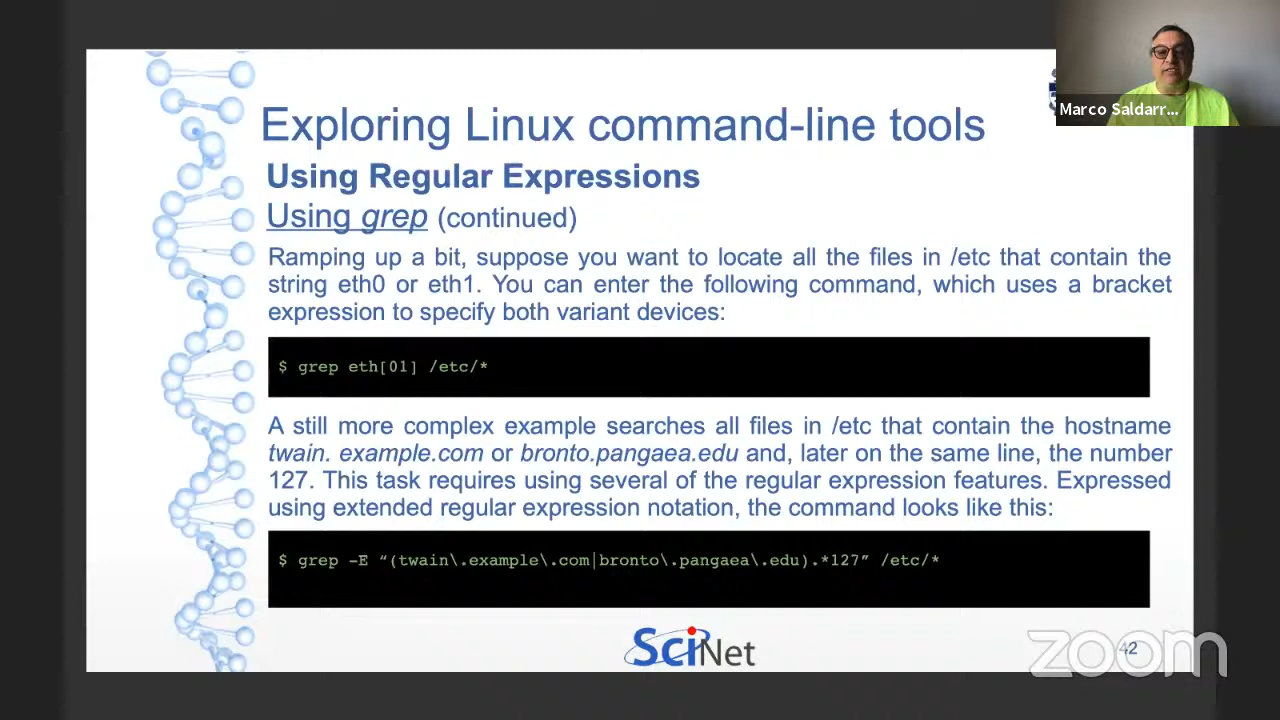 Marco Saldarr...
Exploring Linux command-line tools
Using Regular Expressions
Using grep (continued)
Ramping up a bit, suppose you want to locate all the files in /etc that contain the
string eth0 or eth1. You can enter the following command, which uses a bracket
expression to specify both variant devices:
$ grep eth[01] /etc/*
A still more complex example searches all files in /etc that contain the hostname
twain. example.com or bronto.pangaea.edu and, later on the same line, the number
127. This task requires using several of the regular expression features. Expressed
using extended regular expression notation, the command looks like this:
$ grep -E “(twain\.example\.com|bronto\.pangaea\.edu).*127” /etc/*
SciNet
42
zoom